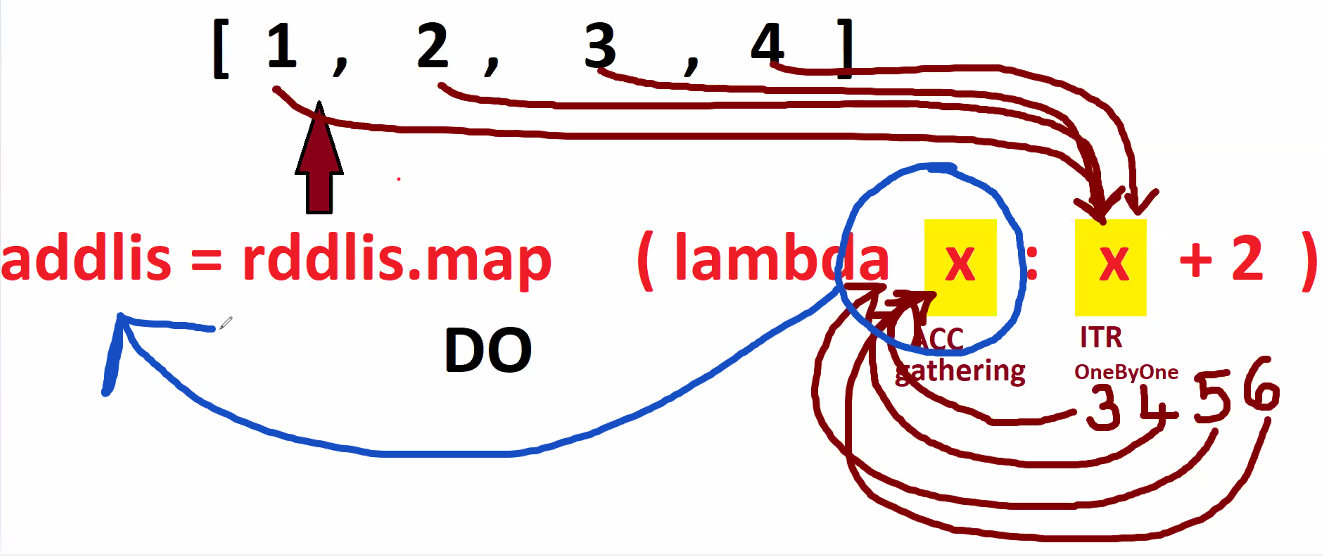 [ 1 , 2 , 3 , 4 ]
addlis = rddlis.map ( lambda x : x + 2 )
DO
ACC ITR
gathering OneByOne
3 4 5 6